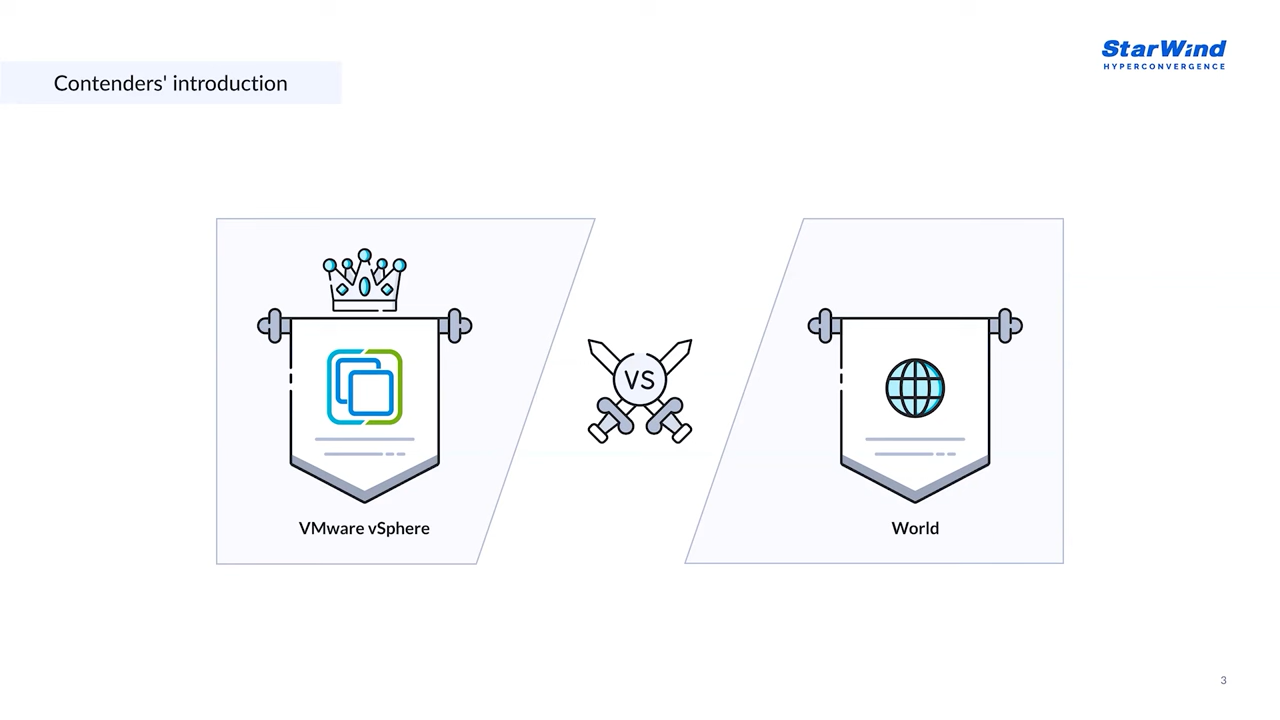 StarWind
HYPERCONVERGENCE
Contenders' introduction
VS
VMware vSphere
World
3